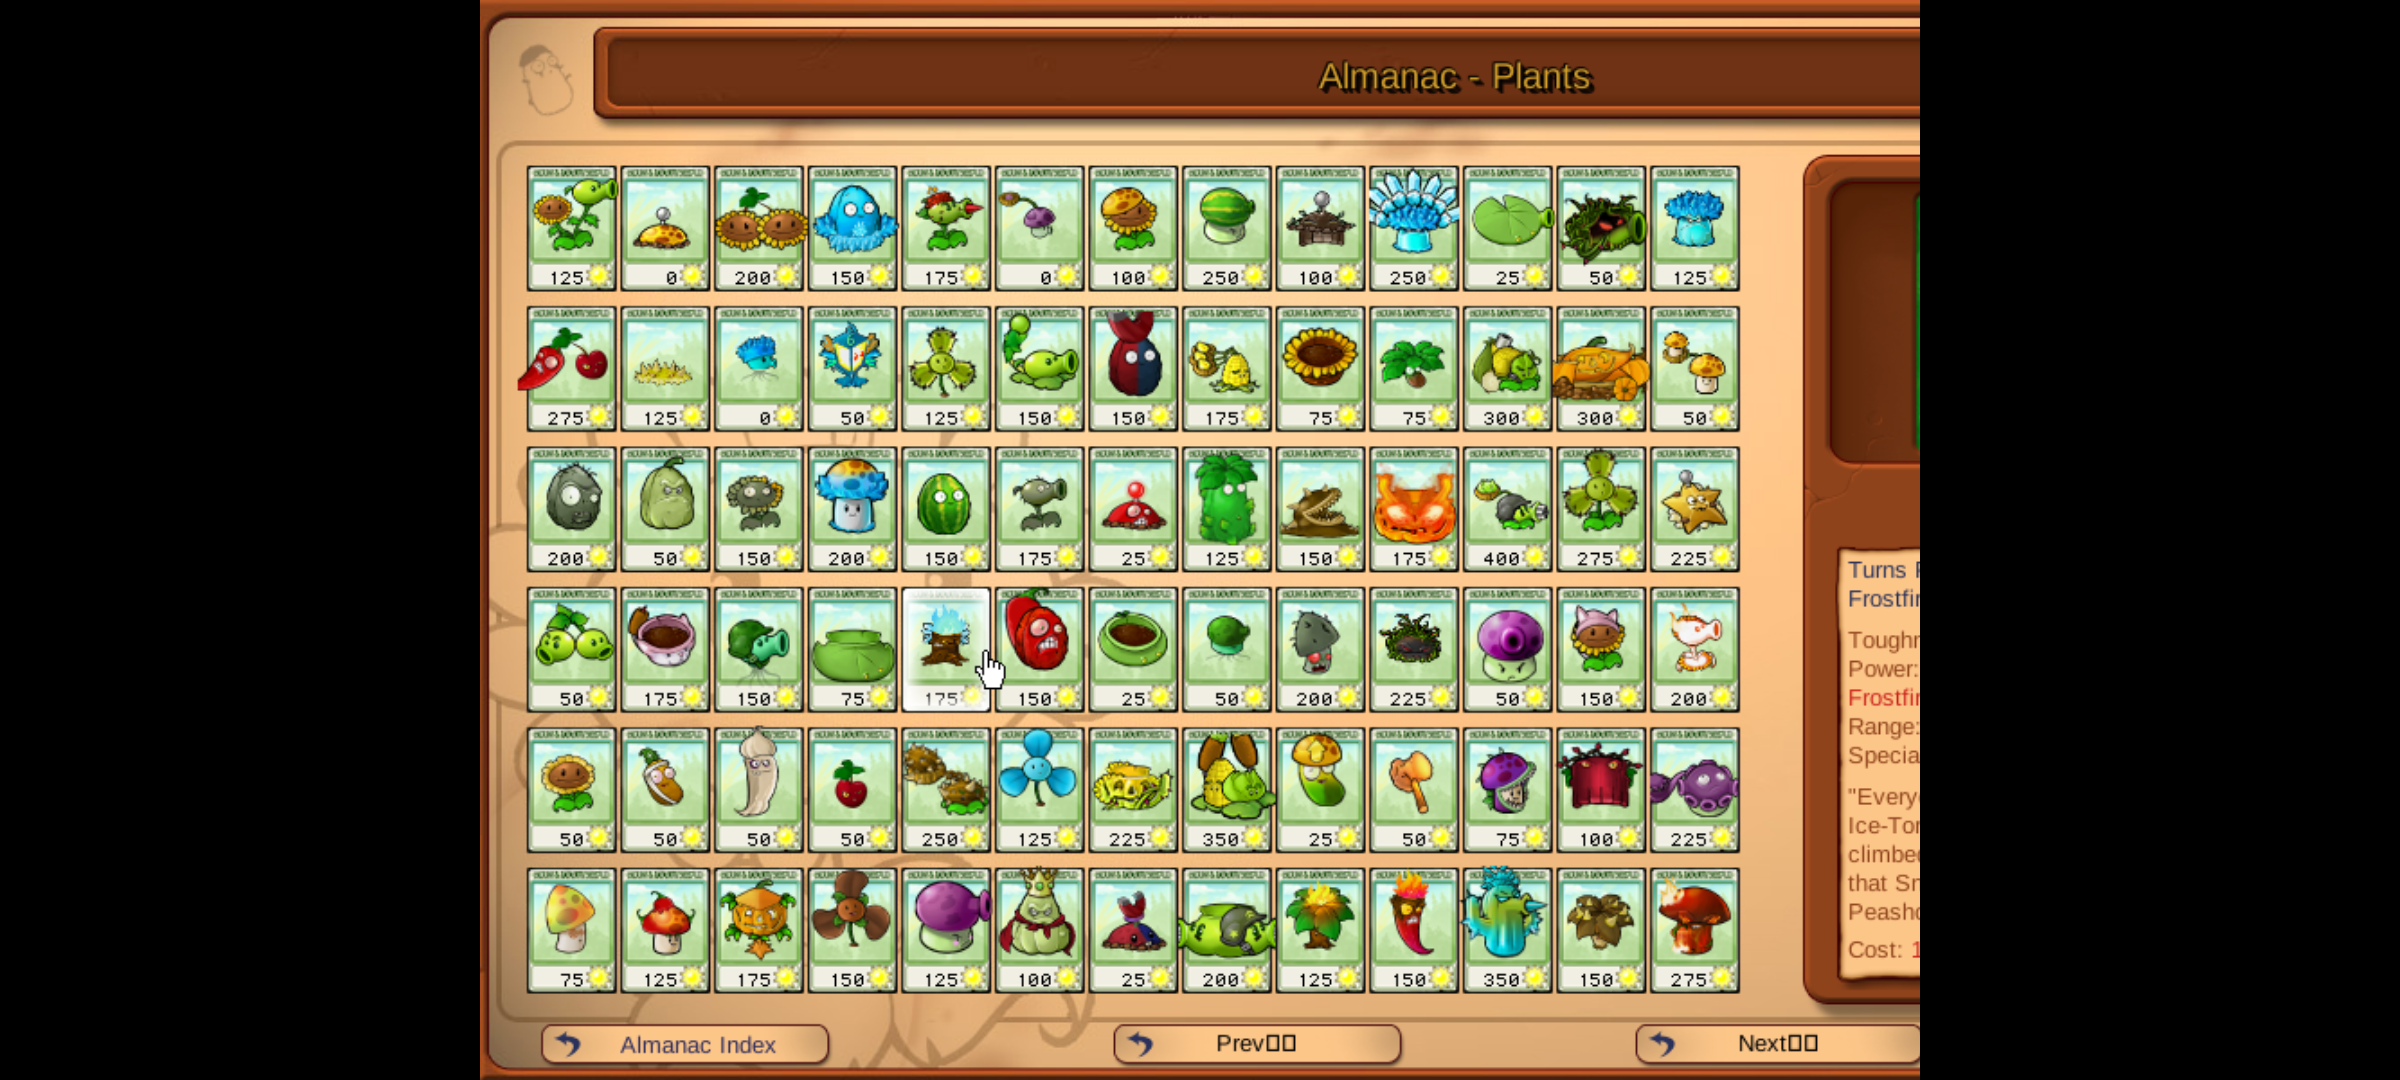 Almanac - Plants
125 0 200 150 175 0 100 250 100 250 25 50 125
275 125 0 50 125 150 150 175 75 75 300 300 50
200 50 150 200 150 175 25 125 150 175 400 275 225
50 175 150 75 175 150 25 50 200 225 50 150 200
50 50 50 50 250 125 225 350 25 50 75 100 225
75 125 175 150 125 100 25 200 125 150 350 150 275
Turns
Frostfi
Toughn
Power:
Frostfi
Range:
Specia
"Every
Ice-Tor
climbed
that Sn
Peasho
Cost: 1
Almanac Index
Prev
Next